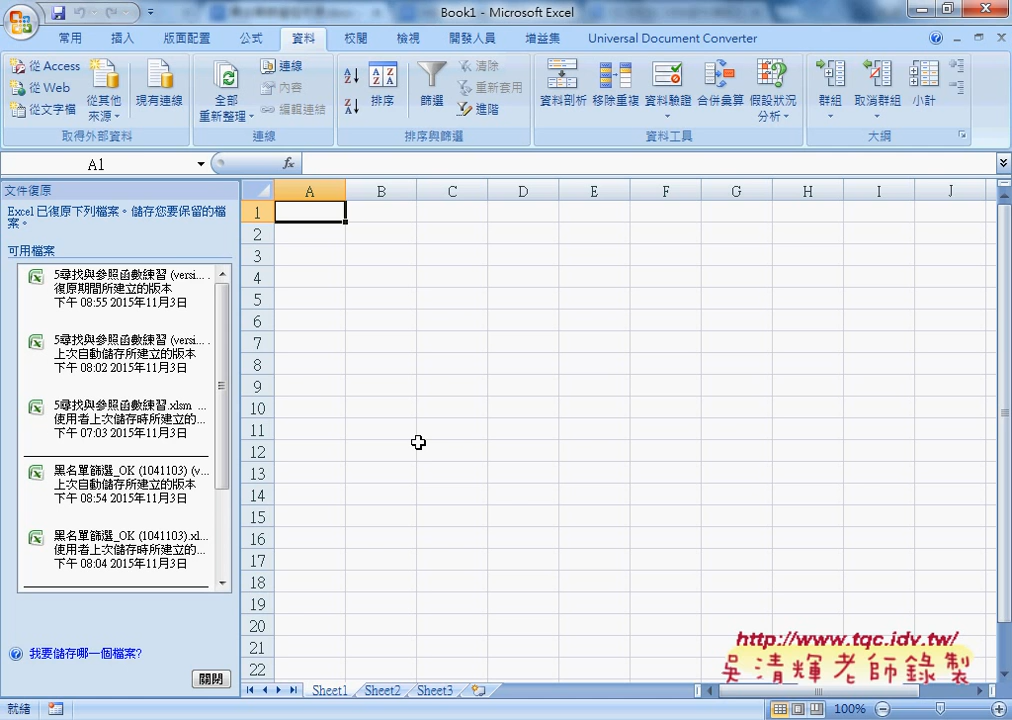 Book1 - Microsoft Excel
常用 插入 版面配置 公式 資料 校閱 檢視 開發人員 增益集 Universal Document Converter
從 Access
從 Web
從文字檔
從其他來源
現有連線
取得外部資料
全部重新整理
連線
內容
編輯連結
連線
排序
篩選
清除
重新套用
進階
排序與篩選
資料剖析 移除重複 資料驗證 合併彙算 假設狀況分析
資料工具
群組 取消群組 小計
大綱
A1
fx
文件復原
Excel 已復原下列檔案。儲存您要保留的檔案。
可用檔案
5尋找與參照函數練習 (versi...
復原期間所建立的版本
下午 08:55 2015年11月3日
5尋找與參照函數練習 (versi...
上次自動儲存所建立的版本
下午 08:02 2015年11月3日
5尋找與參照函數練習.xlsm ...
使用者上次儲存時所建立的...
下午 07:03 2015年11月3日
黑名單篩選_OK (1041103) (v...
上次自動儲存所建立的版本
下午 08:54 2015年11月3日
黑名單篩選_OK (1041103).xl...
使用者上次儲存時所建立的...
下午 08:04 2015年11月3日
我要儲存哪一個檔案?
關閉
A B C D E F G H I J
1
2
3
4
5
6
7
8
9
10
11
12
13
14
15
16
17
18
19
20
21
22
http://www.tqc.idv.tw/
吳清輝老師錄製
Sheet1 Sheet2 Sheet3
就緒
100%